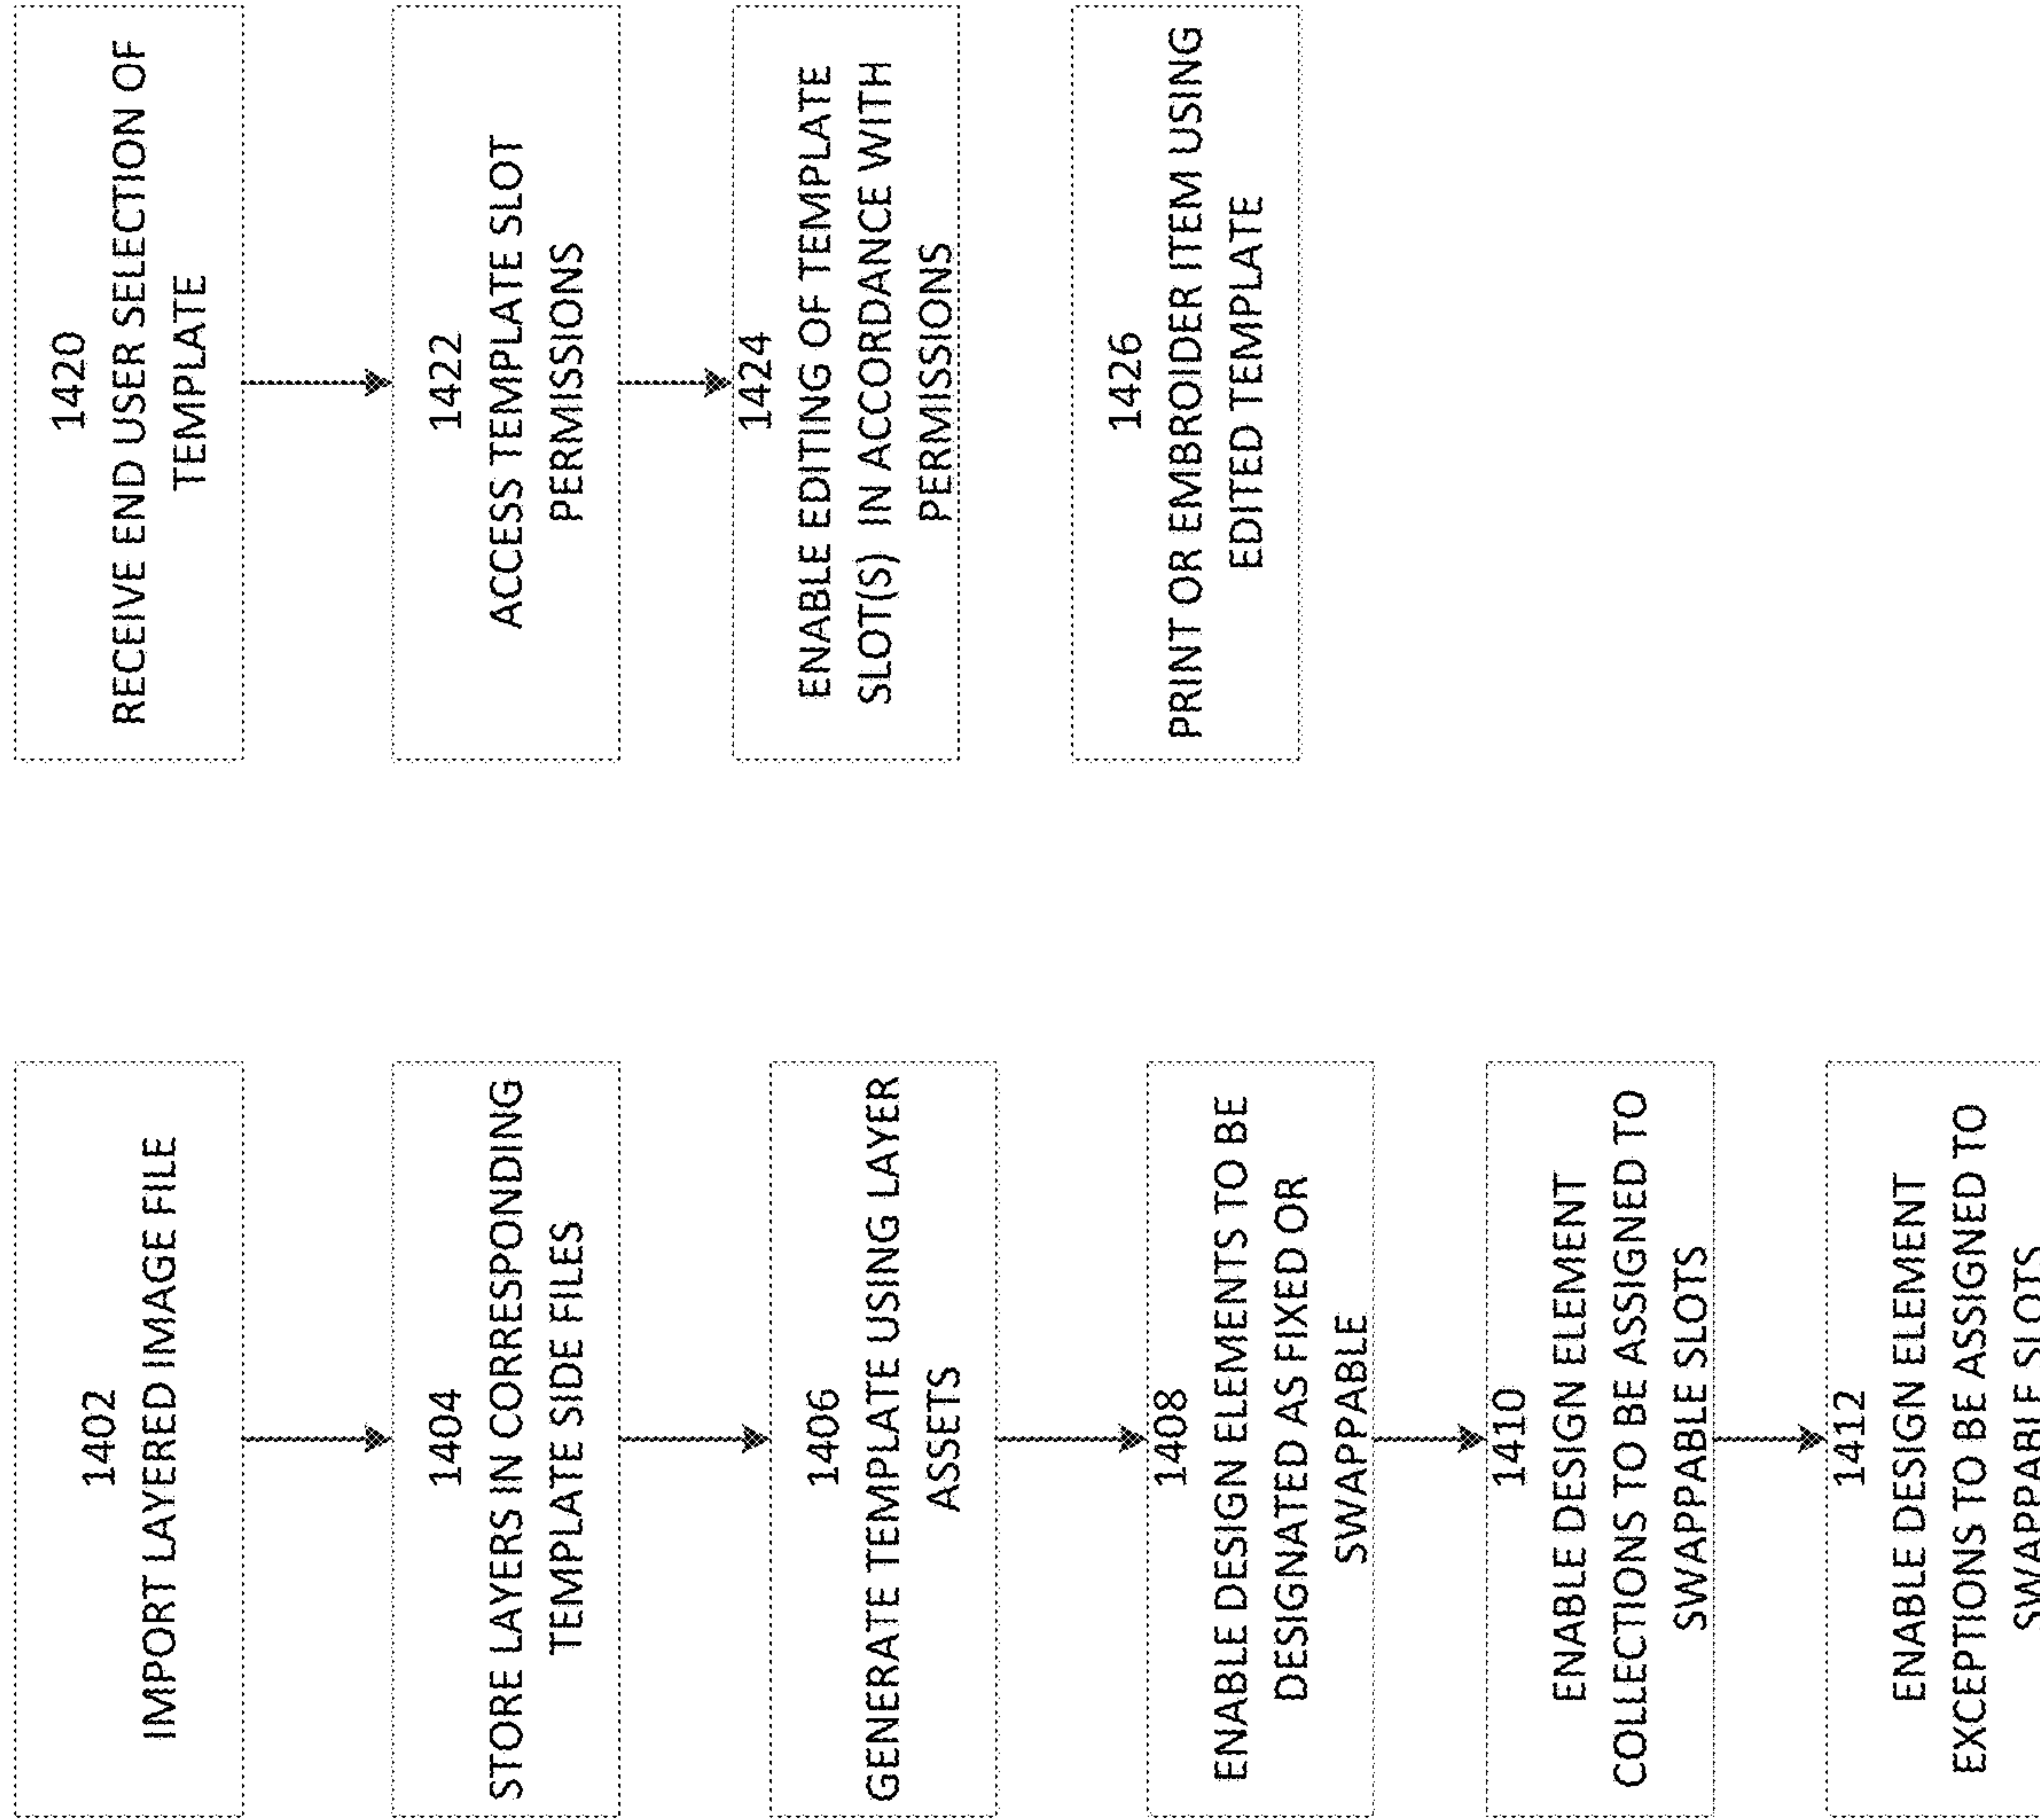 1402
IMPORT LAYERED IMAGE FILE
1404
STORE LAYERS IN CORRESPONDING
TEMPLATE SIDE FILES
1406
GENERATE TEMPLATE USING LAYER
ASSETS
1408
ENABLE DESIGN ELEMENTS TO BE
DESIGNATED AS FIXED OR
SWAPPABLE
1410
ENABLE DESIGN ELEMENT
COLLECTIONS TO BE ASSIGNED TO
SWAPPABLE SLOTS
1412
ENABLE DESIGN ELEMENT
EXCEPTIONS TO BE ASSIGNED TO
SWAPPABLE SLOTS
1420
RECEIVE END USER SELECTION OF
TEMPLATE
1422
ACCESS TEMPLATE SLOT
PERMISSIONS
1424
ENABLE EDITING OF TEMPLATE
SLOT(S) IN ACCORDANCE WITH
PERMISSIONS
1426
PRINT OR EMBROIDER ITEM USING
EDITED TEMPLATE